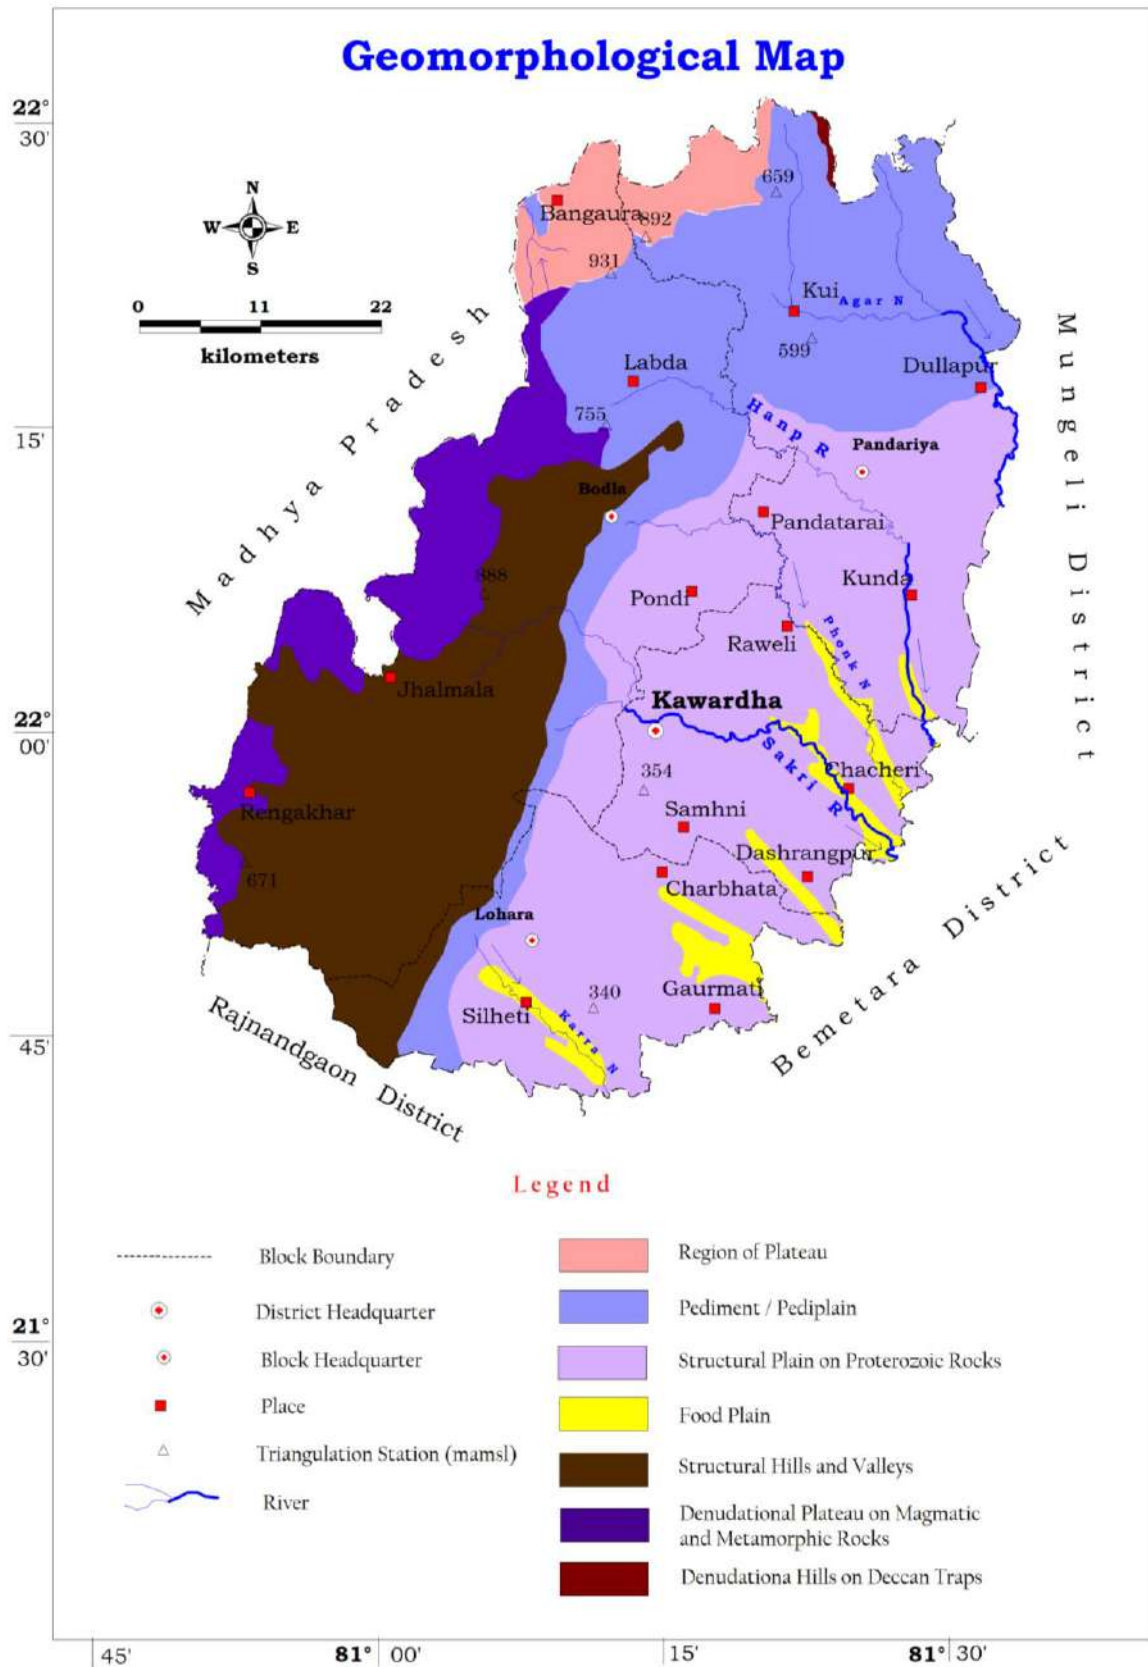 Geomorphological Map
22°
30'
N
W E
S
0 11 22
kilometers
659
Bangaura
892
931
Kui
Agar N
599
Labda
Dullapur
755
15'
Hanp R
Pandariya
Bodla
Pandatarai
888
Kunda
Pondi
Phonk N
Raweli
Jhalmala
Kawardha
22°
00'
Sakri R
354
Chacheri
Rengakhar
Samhni
Dashrangpur
671
Charbhata
Lohara
Silheti
340
Gaurmati
Karra N
45'
Madhya Pradesh
Mungeli District
Bemetara District
Rajnandgaon District
Legend
Block Boundary
District Headquarter
Block Headquarter
Place
Triangulation Station (mamsl)
River
Region of Plateau
Pediment / Pediplain
Structural Plain on Proterozoic Rocks
Food Plain
Structural Hills and Valleys
Denudational Plateau on Magmatic
and Metamorphic Rocks
Denudationa Hills on Deccan Traps
21°
30'
45' 81° 00' 15' 81° 30'